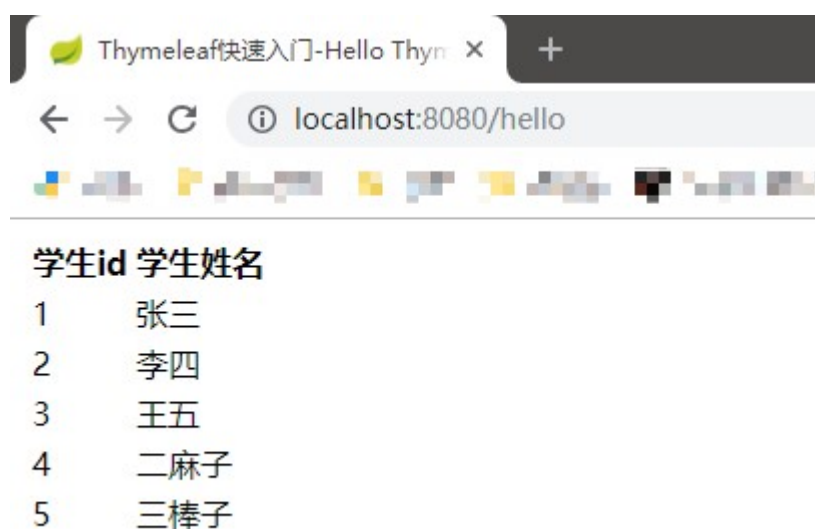 Thymeleaf快速入门-Hello Thym
localhost:8080/hello
学生id 学生姓名
1 张三
2 李四
3 王五
4 二麻子
5 三棒子